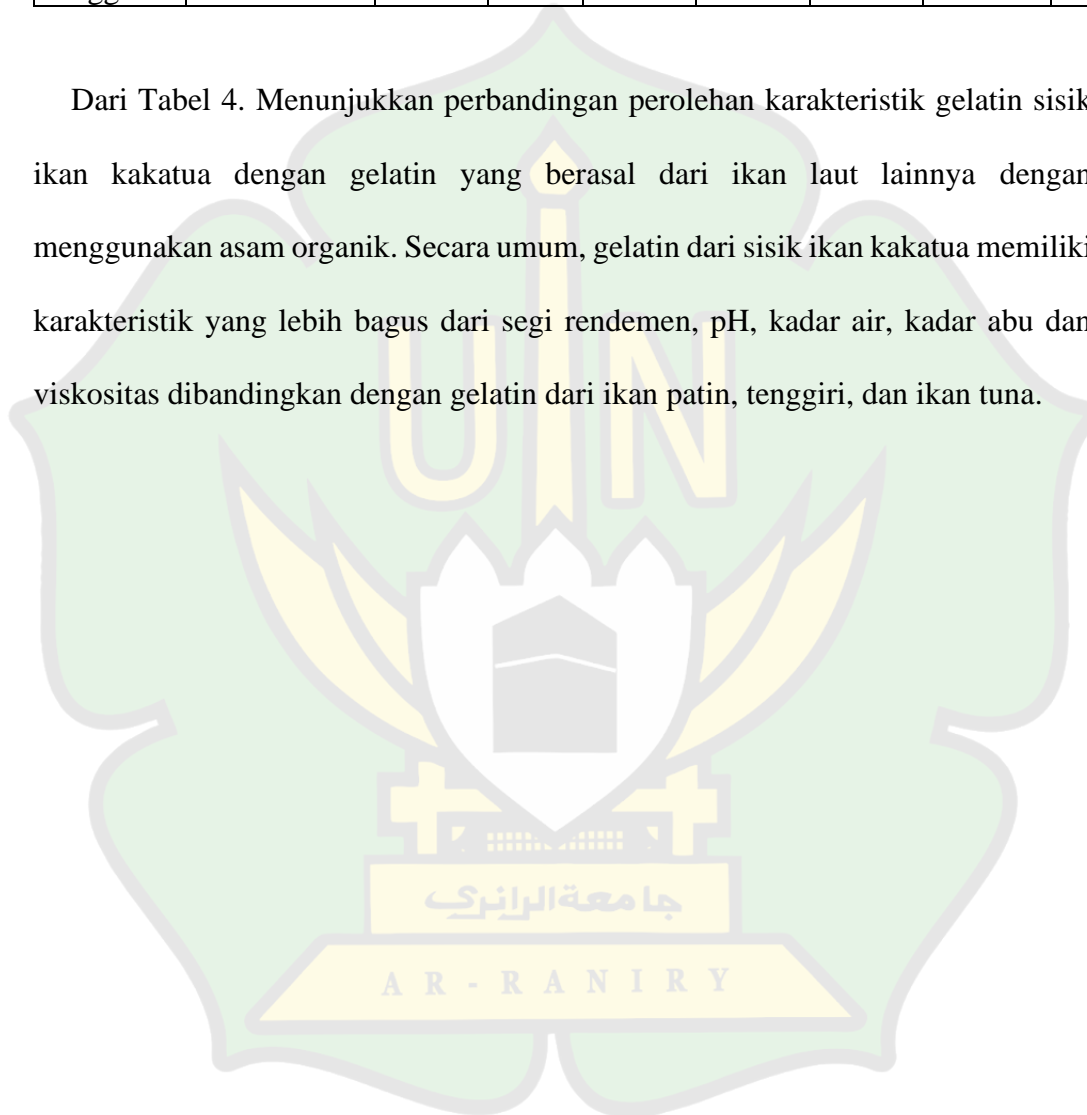 Dari Tabel 4. Menunjukkan perbandingan perolehan karakteristik gelatin sisik
ikan kakatua dengan gelatin yang berasal dari ikan laut lainnya dengan
menggunakan asam organik. Secara umum, gelatin dari sisik ikan kakatua memiliki
karakteristik yang lebih bagus dari segi rendemen, pH, kadar air, kadar abu dan
viskositas dibandingkan dengan gelatin dari ikan patin, tenggiri, dan ikan tuna.
UIN
جامعة الرانري
AR-RANIRY